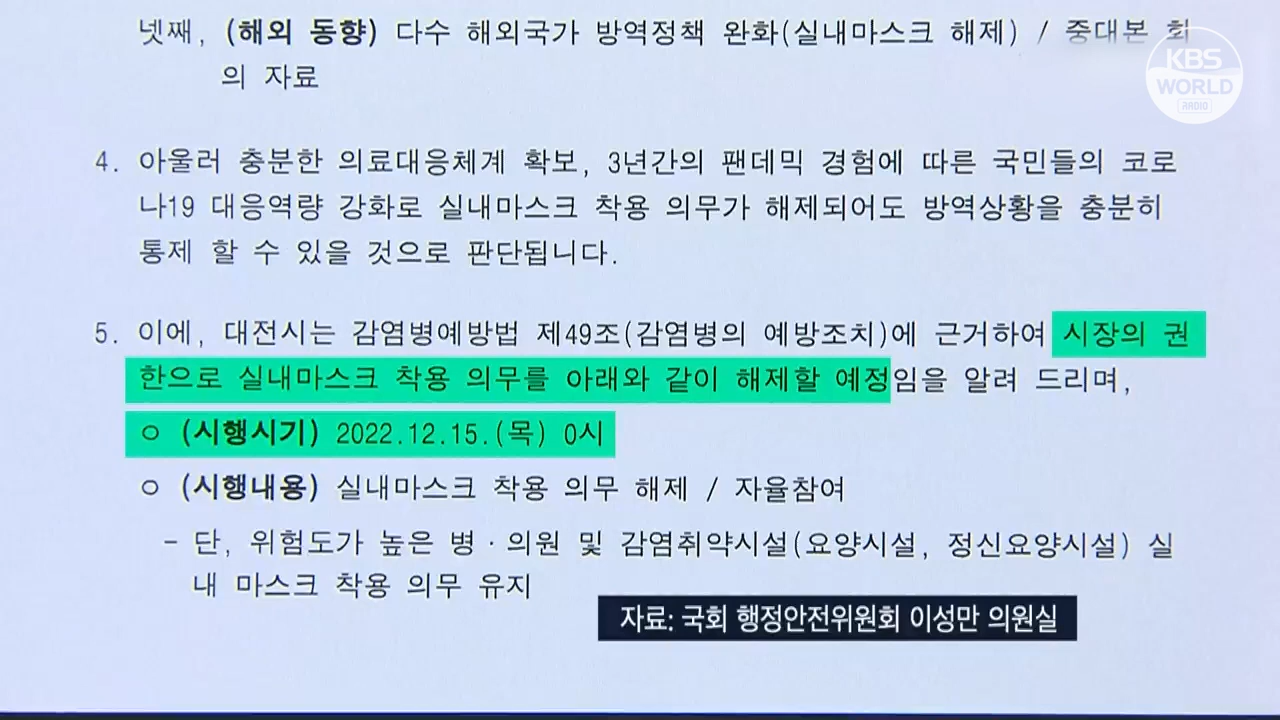 넷째, (해외 동향) 다수 해외국가 방역정책 완화(실내마스크 해제) / 중대본 회
의 자료
KBS
WORLD
RADIO
4. 아울러 충분한 의료대응체계 확보, 3년간의 팬데믹 경험에 따른 국민들의 코로
나19 대응역량 강화로 실내마스크 착용 의무가 해제되어도 방역상황을 충분히
통제 할 수 있을 것으로 판단됩니다.
5. 이에, 대전시는 감염병예방법 제49조(감염병의 예방조치)에 근거하여 시장의 권
한으로 실내마스크 착용 의무를 아래와 같이 해제할 예정임을 알려 드리며,
ㅇ (시행시기) 2022.12.15.(목) 0시
ㅇ (시행내용) 실내마스크 착용 의무 해제 / 자율참여
- 단, 위험도가 높은 병·의원 및 감염취약시설(요양시설, 정신요양시설) 실
내 마스크 착용 의무 유지
자료: 국회 행정안전위원회 이성만 의원실